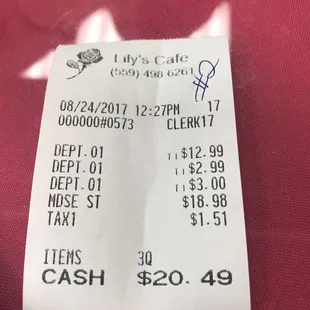 Lily's Cafe
(559) 498-6261
08/24/2017 12:27PM 17
000000#0573 CLERK17
DEPT.01 T1 $12.99
DEPT.01 T1 $2.99
DEPT.01 T1 $3.00
MDSE ST $18.98
TAX1 $1.51
ITEMS 3Q
CASH $20.49